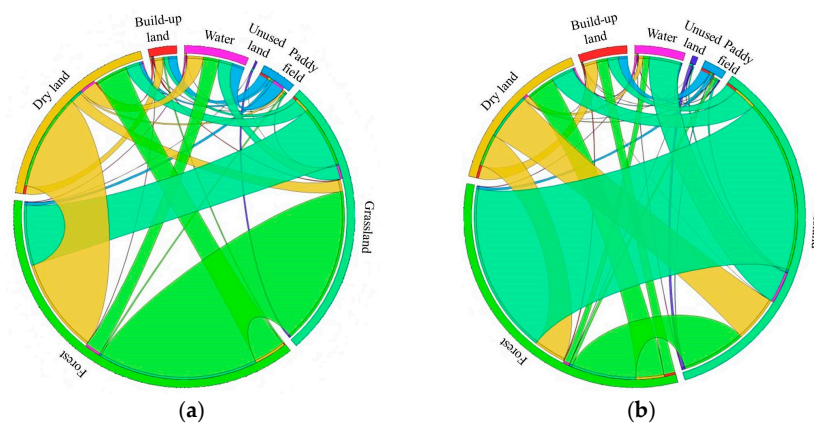 Build-up
land
Water
Unused
land
Paddy
field
Dry land
Grassland
Forest
(a)
Build-up
land
Water
Unused
land
Paddy
field
Dry land
Forest
(b)